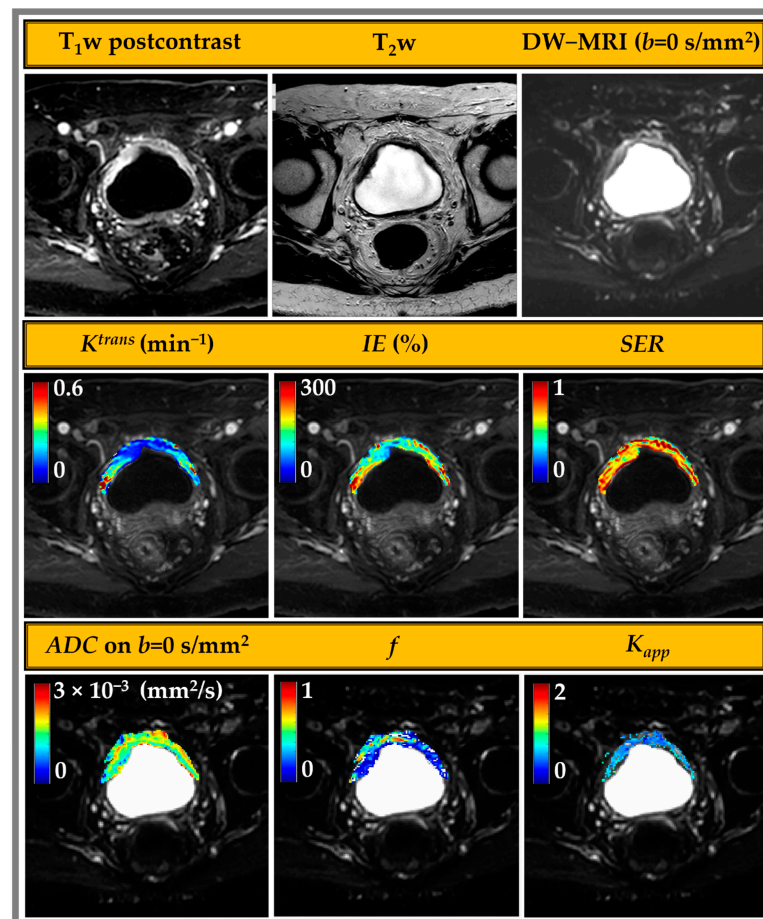 T₁w postcontrast
T₂w
DW–MRI (b=0 s/mm²)
Kᵗʳᵃⁿˢ (min⁻¹)
IE (%)
SER
0.6
0
300
0
1
0
ADC on b=0 s/mm²
f
Kₐₚₚ
3 × 10⁻³ (mm²/s)
0
1
0
2
0